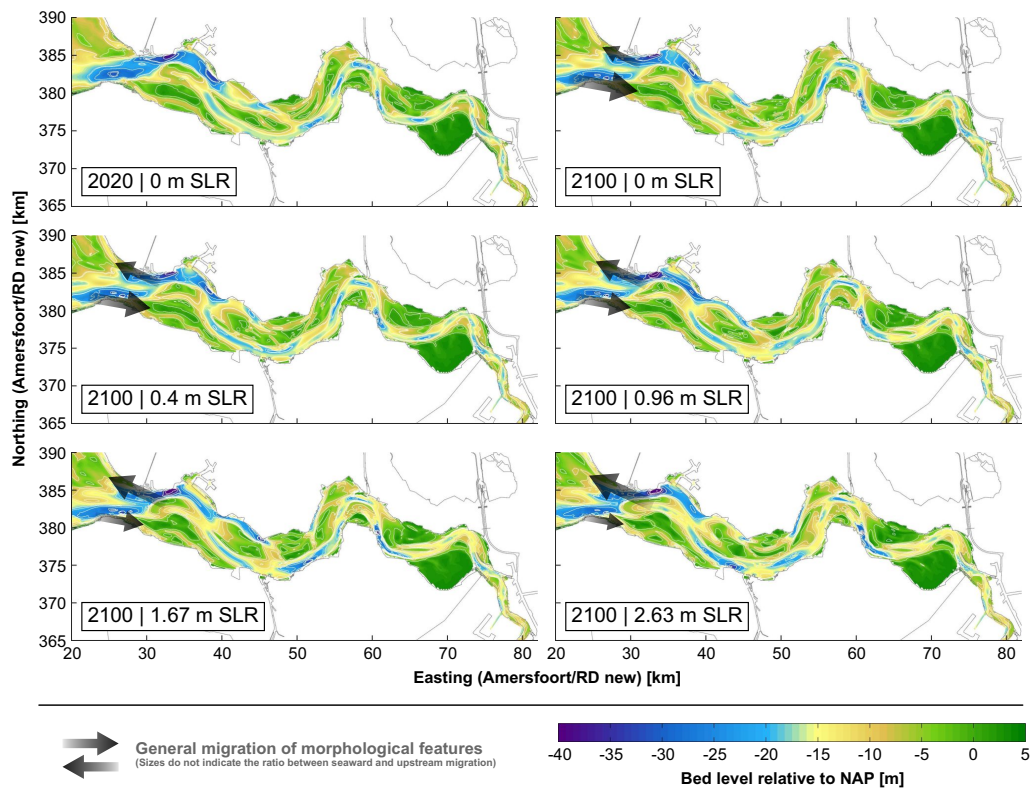 390
385
380
375
370
365
2020 | 0 m SLR
2100 | 0 m SLR
390
385
380
375
370
365
2100 | 0.4 m SLR
2100 | 0.96 m SLR
390
385
380
375
370
365
2100 | 1.67 m SLR
2100 | 2.63 m SLR
Northing (Amersfoort/RD new) [km]
20 30 40 50 60 70 80
20 30 40 50 60 70 80
Easting (Amersfoort/RD new) [km]
General migration of morphological features
(Sizes do not indicate the ratio between seaward and upstream migration)
-40 -35 -30 -25 -20 -15 -10 -5 0 5
Bed level relative to NAP [m]